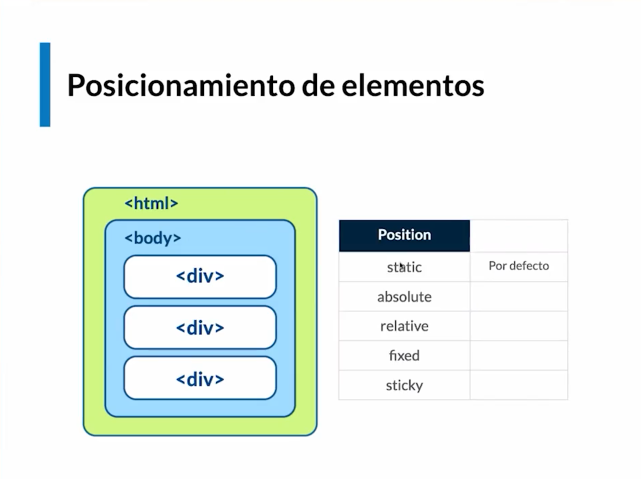 Posicionamiento de elementos
<html>
<body>
<div>
<div>
<div>
Position
static Por defecto
absolute
relative
fixed
sticky